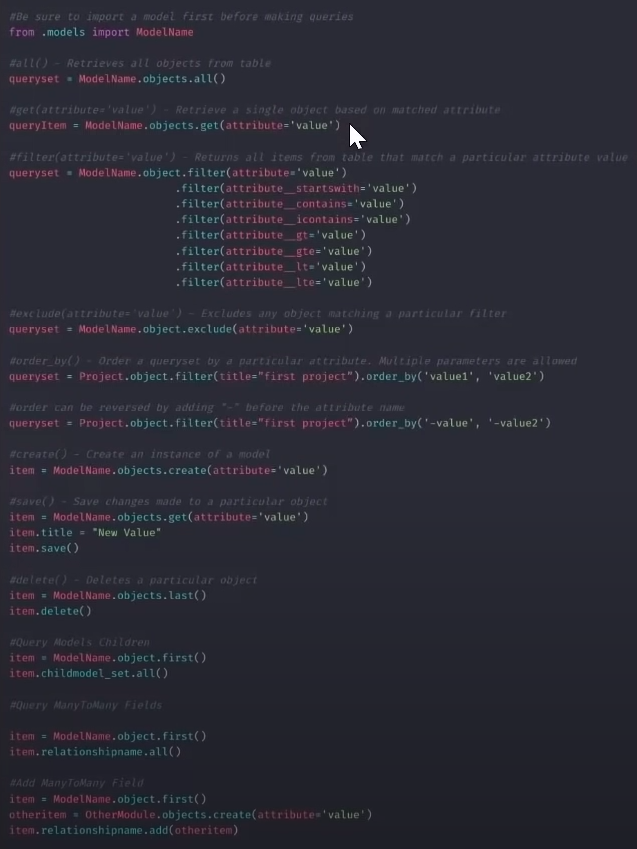 #Be sure to import a model first before making queries
from .models import ModelName
#all() - Retrieves all objects from table
queryset = ModelName.objects.all()
#get(attribute='value') - Retrieve a single object based on matched attribute
queryItem = ModelName.objects.get(attribute='value')
#filter(attribute='value') - Returns all items from table that match a particular attribute value
queryset = ModelName.object.filter(attribute='value')
.filter(attribute__startswith='value')
.filter(attribute__contains='value')
.filter(attribute__icontains='value')
.filter(attribute__gt='value')
.filter(attribute__gte='value')
.filter(attribute__lt='value')
.filter(attribute__lte='value')
#exclude(attribute='value') - Excludes any object matching a particular filter
queryset = ModelName.object.exclude(attribute='value')
#order_by() - Order a queryset by a particular attribute. Multiple parameters are allowed
queryset = Project.object.filter(title="first project").order_by('value1', 'value2')
#order can be reversed by adding "-" before the attribute name
queryset = Project.object.filter(title="first project").order_by('-value', '-value2')
#create() - Create an instance of a model
item = ModelName.objects.create(attribute='value')
#save() - Save changes made to a particular object
item = ModelName.objects.get(attribute='value')
item.title = "New Value"
item.save()
#delete() - Deletes a particular object
item = ModelName.objects.last()
item.delete()
#Query Models Children
item = ModelName.object.first()
item.childmodel_set.all()
#Query ManyToMany Fields
item = ModelName.object.first()
item.relationshipname.all()
#Add ManyToMany Field
item = ModelName.object.first()
otheritem = OtherModule.objects.create(attribute='value')
item.relationshipname.add(otheritem)